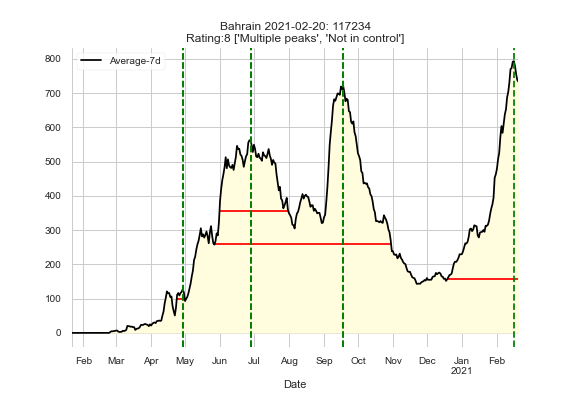 Bahrain 2021-02-20: 117234
Rating:8 ['Multiple peaks', 'Not in control']
Average-7d
800
700
600
500
400
300
200
100
0
Feb Mar Apr May Jun Jul Aug Sep Oct Nov Dec Jan Feb
2021
Date